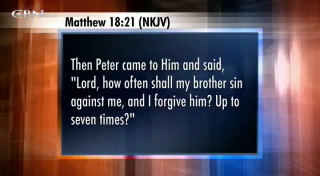 CBN
Matthew 18:21 (NKJV)
Then Peter came to Him and said,
"Lord, how often shall my brother sin
against me, and I forgive him? Up to
seven times?"